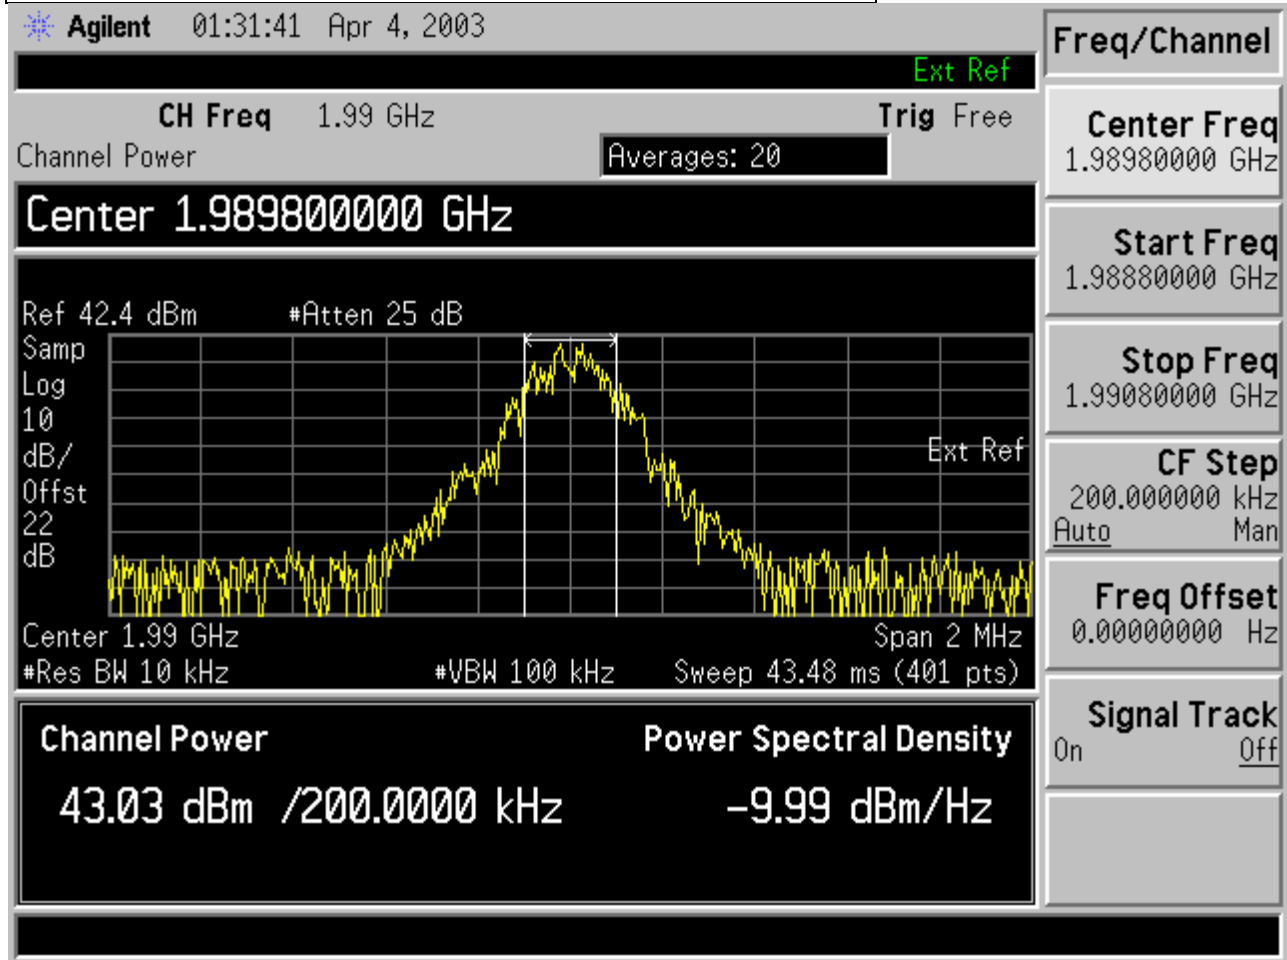 Agilent 01:31:41 Apr 4, 2003
Ext Ref
CH Freq 1.99 GHz Trig Free
Channel Power
Averages: 20
Center 1.989800000 GHz
Ref 42.4 dBm #Atten 25 dB
Samp
Log
10
dB/
Offst
22
dB
Ext Ref
Center 1.99 GHz Span 2 MHz
#Res BW 10 kHz #VBW 100 kHz Sweep 43.48 ms (401 pts)
Channel Power Power Spectral Density
43.03 dBm /200.0000 kHz -9.99 dBm/Hz
Freq/Channel
Center Freq
1.98980000 GHz
Start Freq
1.98880000 GHz
Stop Freq
1.99080000 GHz
CF Step
200.000000 kHz
Auto Man
Freq Offset
0.00000000 Hz
Signal Track
On Off